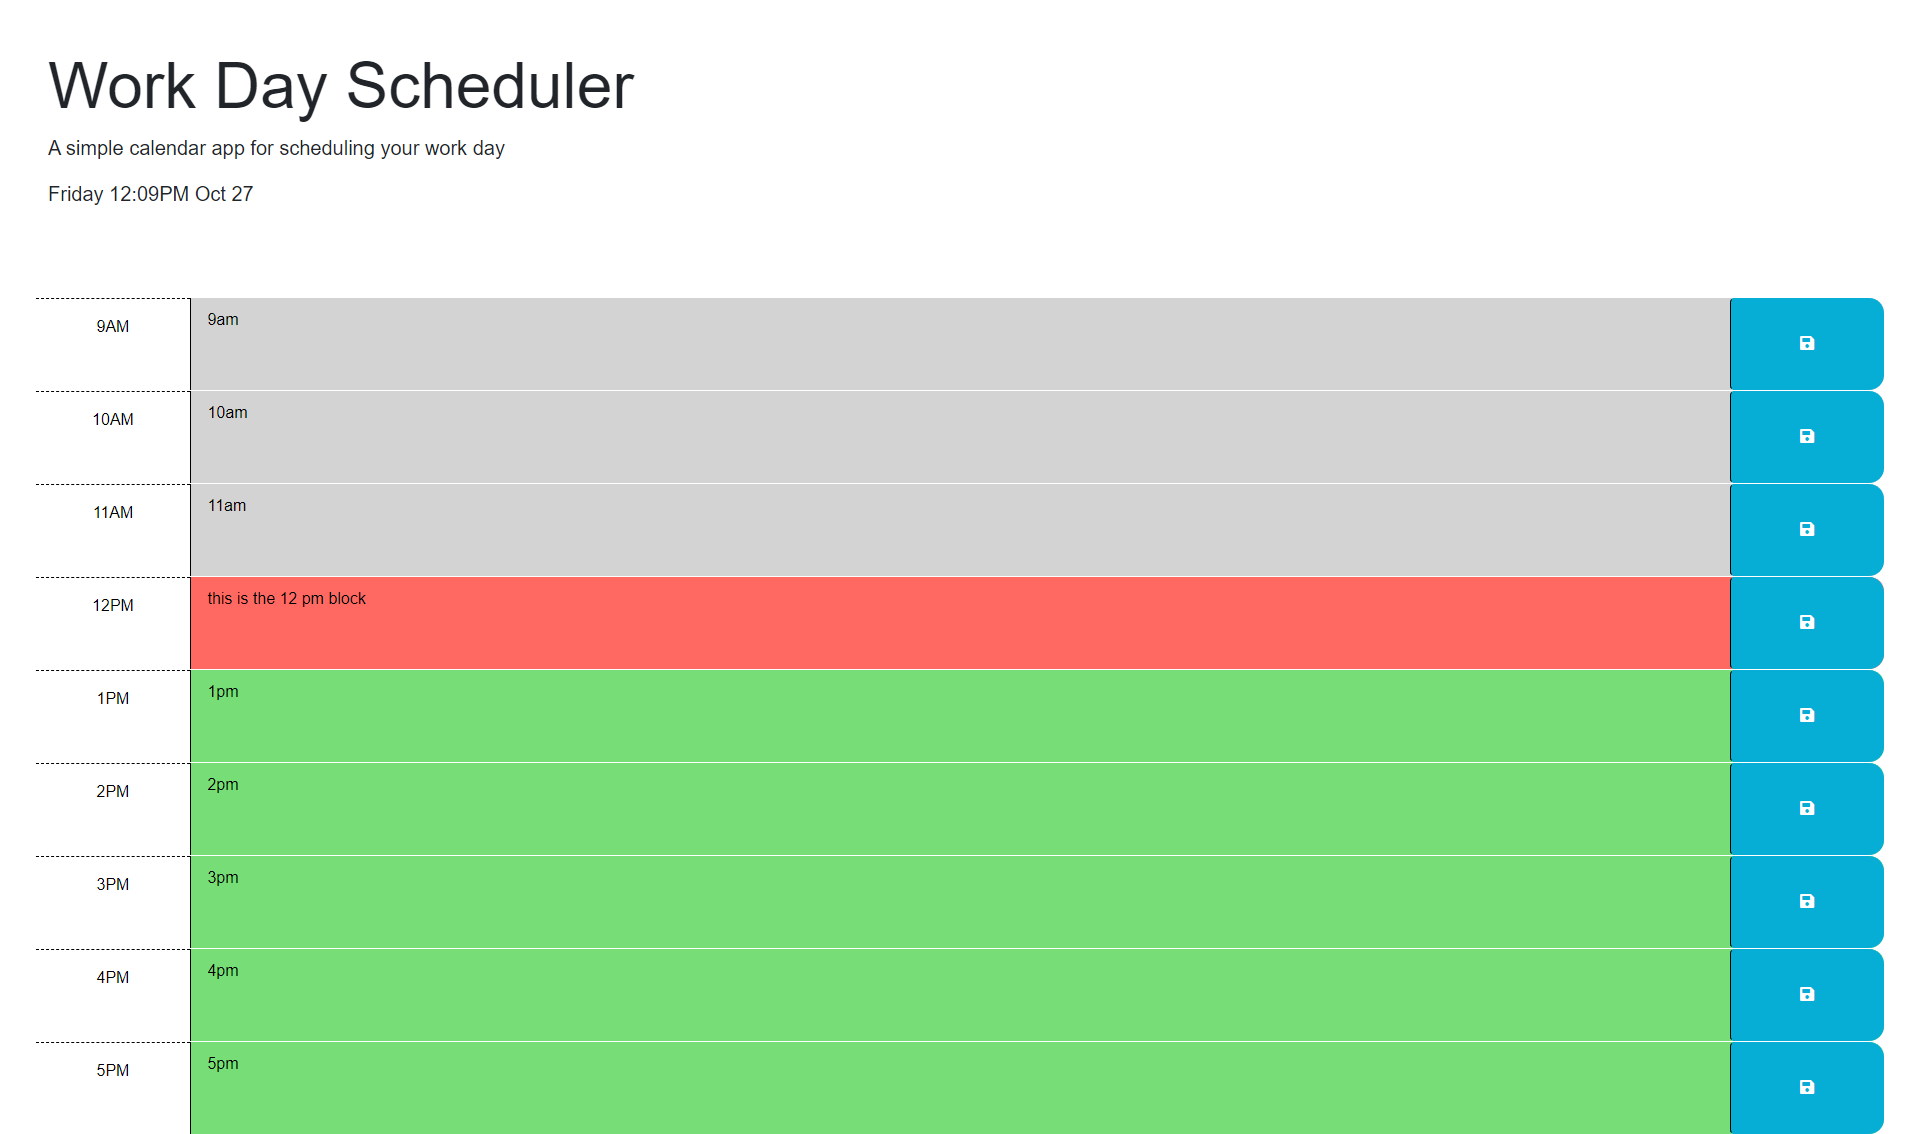 Work Day Scheduler
A simple calendar app for scheduling your work day
Friday 12:09PM Oct 27
9AM 9am
10AM 10am
11AM 11am
12PM this is the 12 pm block
1PM 1pm
2PM 2pm
3PM 3pm
4PM 4pm
5PM 5pm